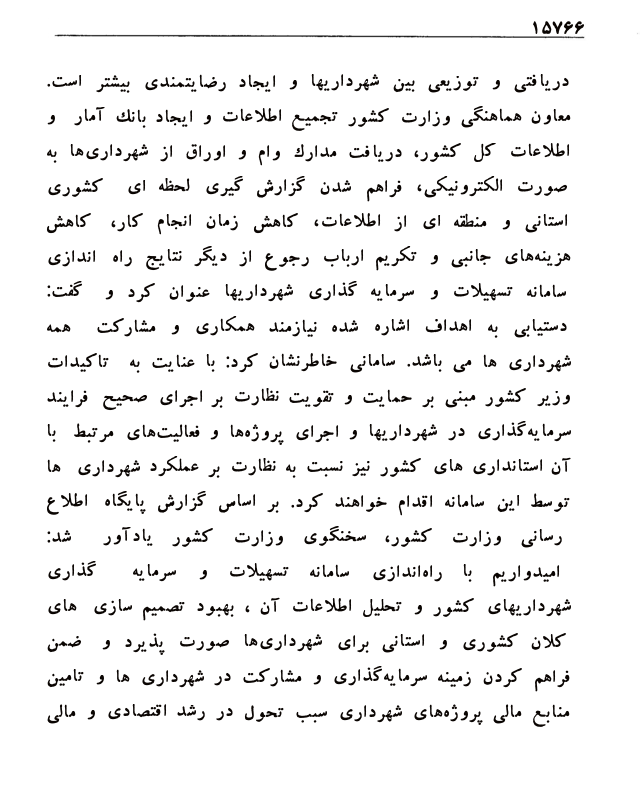 ۱۵۷۶۶
دریافتی و توزیعی بین شهرداریها و ایجاد رضایتمندی بیشتر است.
معاون هماهنگی وزارت کشور تجمیع اطلاعات و ایجاد بانك آمار و
اطلاعات کل کشور، دریافت مدارك وام و اوراق از شهرداری‌ها به
صورت الکترونیکی، فراهم شدن گزارش گیری لحظه ای کشوری
استانی و منطقه ای از اطلاعات، کاهش زمان انجام کار، کاهش
هزینه‌های جانبی و تکریم ارباب رجوع از دیگر نتایج راه اندازی
سامانه تسهیلات و سرمایه گذاری شهرداریها عنوان کرد و گفت:
دستیابی به اهداف اشاره شده نیازمند همکاری و مشارکت همه
شهرداری ها می باشد. سامانی خاطرنشان کرد: با عنایت به تاکیدات
وزیر کشور مبنی بر حمایت و تقویت نظارت بر اجرای صحیح فرایند
سرمایه‌گذاری در شهرداریها و اجرای پروژه‌ها و فعالیت‌های مرتبط با
آن استانداری های کشور نیز نسبت به نظارت بر عملکرد شهرداری ها
توسط این سامانه اقدام خواهند کرد. بر اساس گزارش پایگاه اطلاع
رسانی وزارت کشور، سخنگوی وزارت کشور یادآور شد:
امیدواریم با راه‌اندازی سامانه تسهیلات و سرمایه گذاری
شهرداریهای کشور و تحلیل اطلاعات آن ، بهبود تصمیم سازی های
کلان کشوری و استانی برای شهرداری‌ها صورت پذیرد و ضمن
فراهم کردن زمینه سرمایه‌گذاری و مشارکت در شهرداری ها و تامین
منابع مالی پروژه‌های شهرداری سبب تحول در رشد اقتصادی و مالی